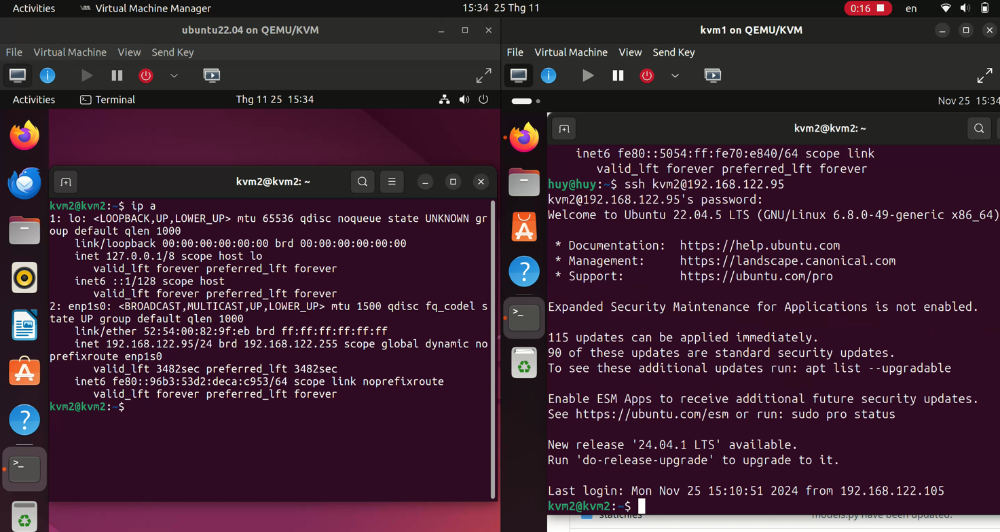 Activities Virtual Machine Manager 15:34 25 Thg 11 0:16 en
ubuntu22.04 on QEMU/KVM
File Virtual Machine View Send Key
Activities Terminal Thg 11 25 15:34
kvm2@kvm2: ~
kvm2@kvm2:~$ ip a
1: lo: <LOOPBACK,UP,LOWER_UP> mtu 65536 qdisc noqueue state UNKNOWN gr
oup default qlen 1000
link/loopback 00:00:00:00:00:00 brd 00:00:00:00:00:00
inet 127.0.0.1/8 scope host lo
valid_lft forever preferred_lft forever
inet6 ::1/128 scope host
valid_lft forever preferred_lft forever
2: enp1s0: <BROADCAST,MULTICAST,UP,LOWER_UP> mtu 1500 qdisc fq_codel s
tate UP group default qlen 1000
link/ether 52:54:00:82:9f:eb brd ff:ff:ff:ff:ff:ff
inet 192.168.122.95/24 brd 192.168.122.255 scope global dynamic no
prefixroute enp1s0
valid_lft 3482sec preferred_lft 3482sec
inet6 fe80::96b3:53d2:deca:c953/64 scope link noprefixroute
valid_lft forever preferred_lft forever
kvm2@kvm2:~$
kvm1 on QEMU/KVM
File Virtual Machine View Send Key
Nov 25 15:34
kvm2@kvm2: ~
inet6 fe80::5054:ff:fe70:e840/64 scope link
valid_lft forever preferred_lft forever
huy@huy:~$ ssh kvm2@192.168.122.95
kvm2@192.168.122.95's password:
Welcome to Ubuntu 22.04.5 LTS (GNU/Linux 6.8.0-49-generic x86_64)
* Documentation: https://help.ubuntu.com
* Management: https://landscape.canonical.com
* Support: https://ubuntu.com/pro
Expanded Security Maintenance for Applications is not enabled.
115 updates can be applied immediately.
90 of these updates are standard security updates.
To see these additional updates run: apt list --upgradable
Enable ESM Apps to receive additional future security updates.
See https://ubuntu.com/esm or run: sudo pro status
New release '24.04.1 LTS' available.
Run 'do-release-upgrade' to upgrade to it.
Last login: Mon Nov 25 15:10:51 2024 from 192.168.122.105
kvm2@kvm2:~$
models.py have been updated.